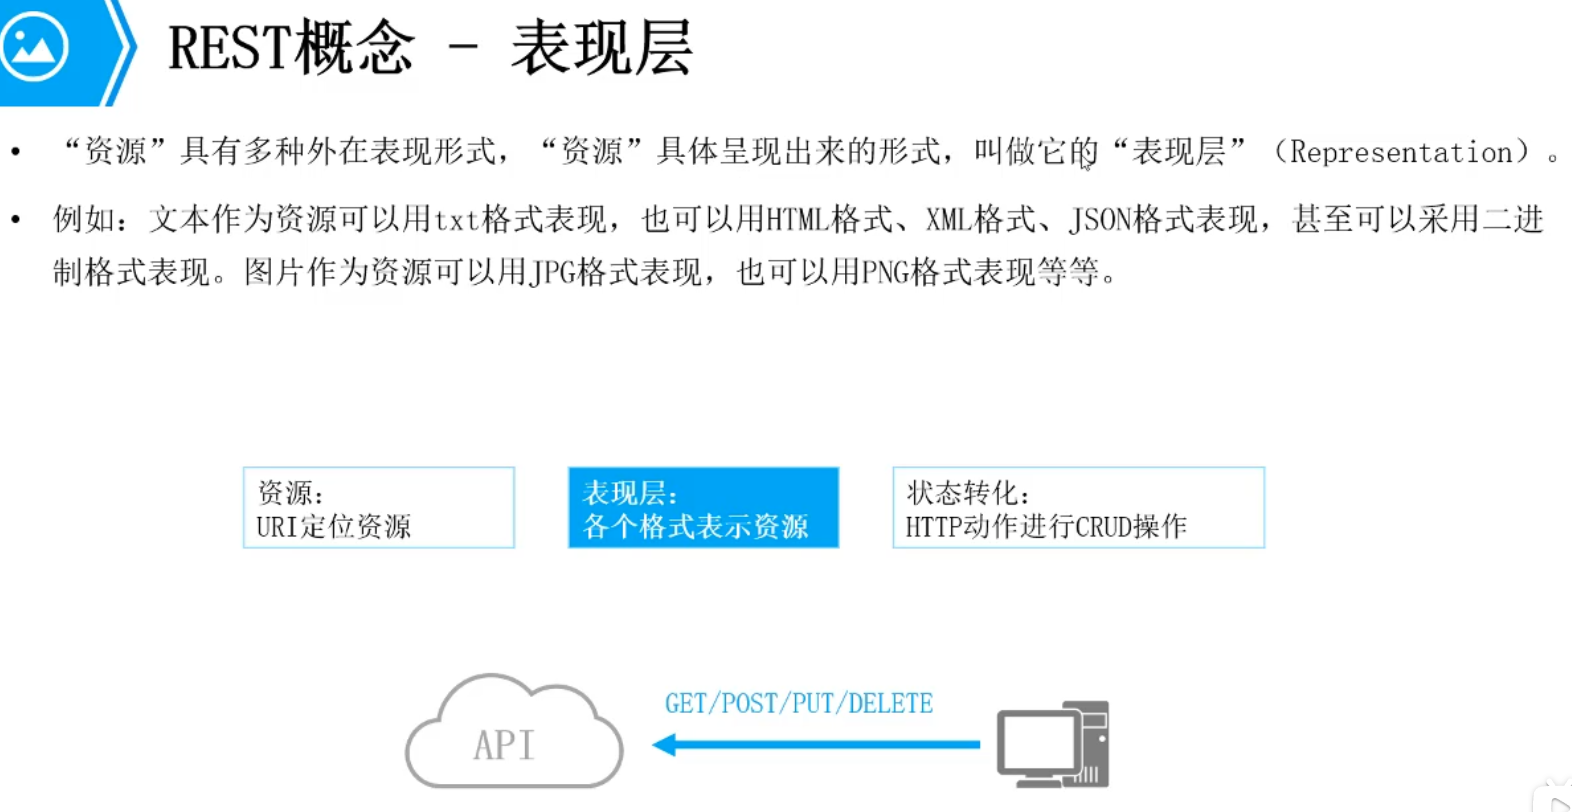 REST概念 - 表现层
• “资源”具有多种外在表现形式，“资源”具体呈现出来的形式，叫做它的“表现层”（Representation）。
• 例如：文本作为资源可以用txt格式表现，也可以用HTML格式、XML格式、JSON格式表现，甚至可以采用二进
制格式表现。图片作为资源可以用JPG格式表现，也可以用PNG格式表现等等。
资源：
URI定位资源
表现层：
各个格式表示资源
状态转化：
HTTP动作进行CRUD操作
GET/POST/PUT/DELETE
API